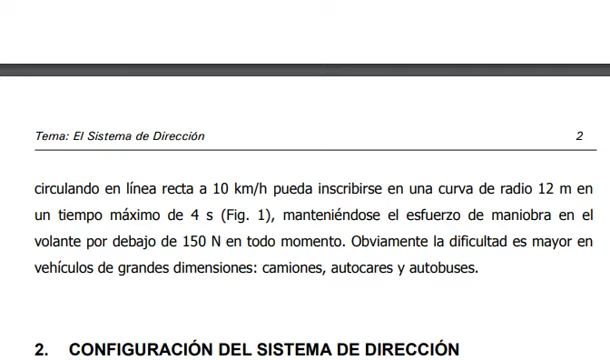 Tema: El Sistema de Dirección 2
circulando en línea recta a 10 km/h pueda inscribirse en una curva de radio 12 m en
un tiempo máximo de 4 s (Fig. 1), manteniéndose el esfuerzo de maniobra en el
volante por debajo de 150 N en todo momento. Obviamente la dificultad es mayor en
vehículos de grandes dimensiones: camiones, autocares y autobuses.
2. CONFIGURACIÓN DEL SISTEMA DE DIRECCIÓN